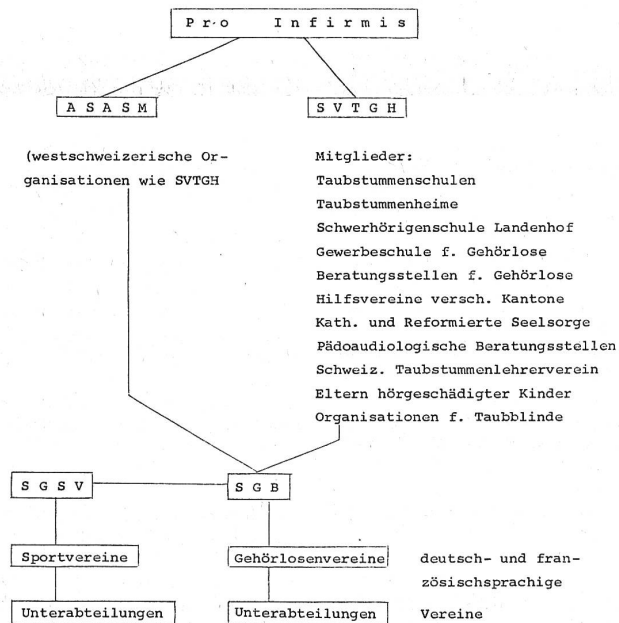 Pro Infirmis
ASASM
SVTGH
(westschweizerische Or-
ganisationen wie SVTGH
Mitglieder:
Taubstummenschulen
Taubstummenheime
Schwerhörigenschule Landenhof
Gewerbeschule f. Gehörlose
Beratungsstellen f. Gehörlose
Hilfsvereine versch. Kantone
Kath. und Reformierte Seelsorge
Pädoaudiologische Beratungsstellen
Schweiz. Taubstummenlehrerverein
Eltern hörgeschädigter Kinder
Organisationen f. Taubblinde
SGSV
SGB
Sportvereine
Gehörlosenvereine
deutsch- und fran-
zösischsprachige
Unterabteilungen
Unterabteilungen
Vereine